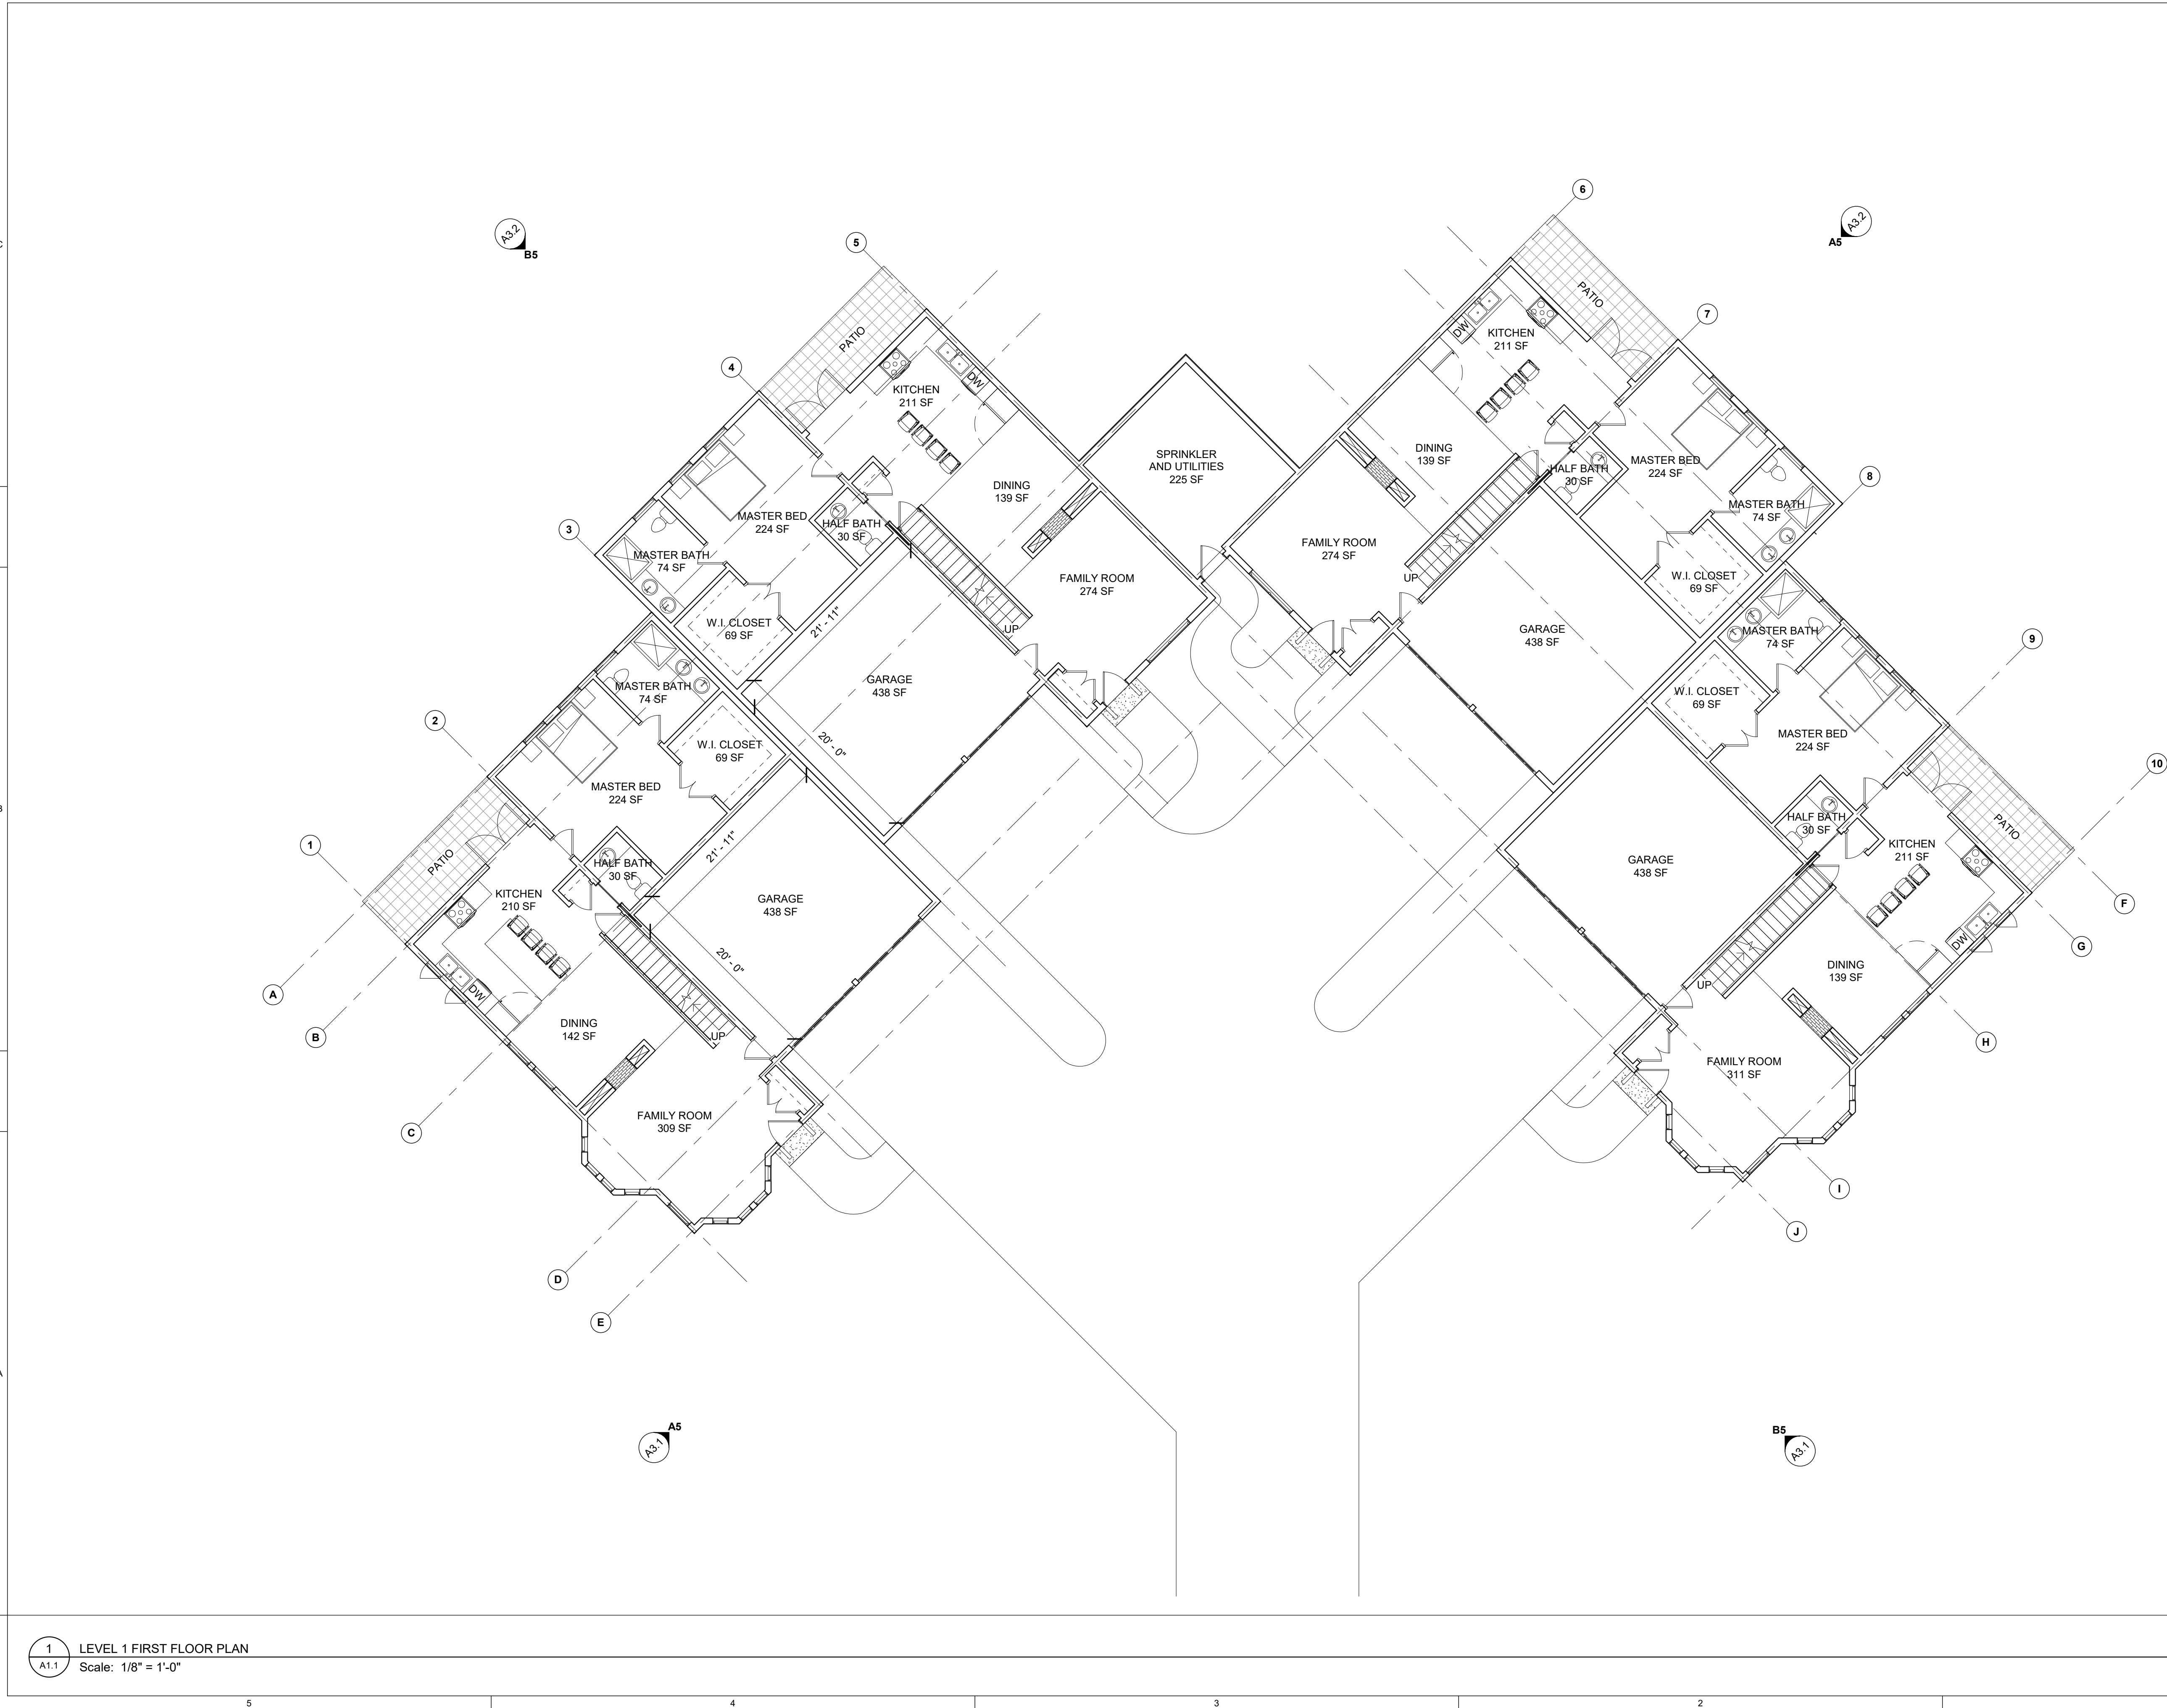 6
A3.2
B5
A3.2
A5
5
PATIO
7
4
PATIO
DW
KITCHEN
211 SF
KITCHEN
211 SF
DW
3
MASTER BED
224 SF
HALF BATH
30 SF
MASTER BATH
74 SF
W.I. CLOSET
69 SF
21' - 11"
DINING
139 SF
FAMILY ROOM
274 SF
UP
GARAGE
438 SF
20' - 0"
SPRINKLER
AND UTILITIES
225 SF
DINING
139 SF
FAMILY ROOM
274 SF
UP
HALF BATH
30 SF
MASTER BED
224 SF
8
MASTER BATH
74 SF
W.I. CLOSET
69 SF
GARAGE
438 SF
2
MASTER BATH
74 SF
W.I. CLOSET
69 SF
MASTER BED
224 SF
21' - 11"
1
PATIO
HALF BATH
30 SF
KITCHEN
210 SF
GARAGE
438 SF
20' - 0"
DW
DINING
142 SF
UP
FAMILY ROOM
309 SF
9
MASTER BATH
74 SF
W.I. CLOSET
69 SF
MASTER BED
224 SF
10
PATIO
HALF BATH
30 SF
KITCHEN
211 SF
GARAGE
438 SF
DW
DINING
139 SF
UP
FAMILY ROOM
311 SF
A
B
C
D
E
F
G
H
I
J
A5
A3.1
B5
A3.1
C
B
A
1
A1.1
LEVEL 1 FIRST FLOOR PLAN
Scale: 1/8" = 1'-0"
5
4
3
2